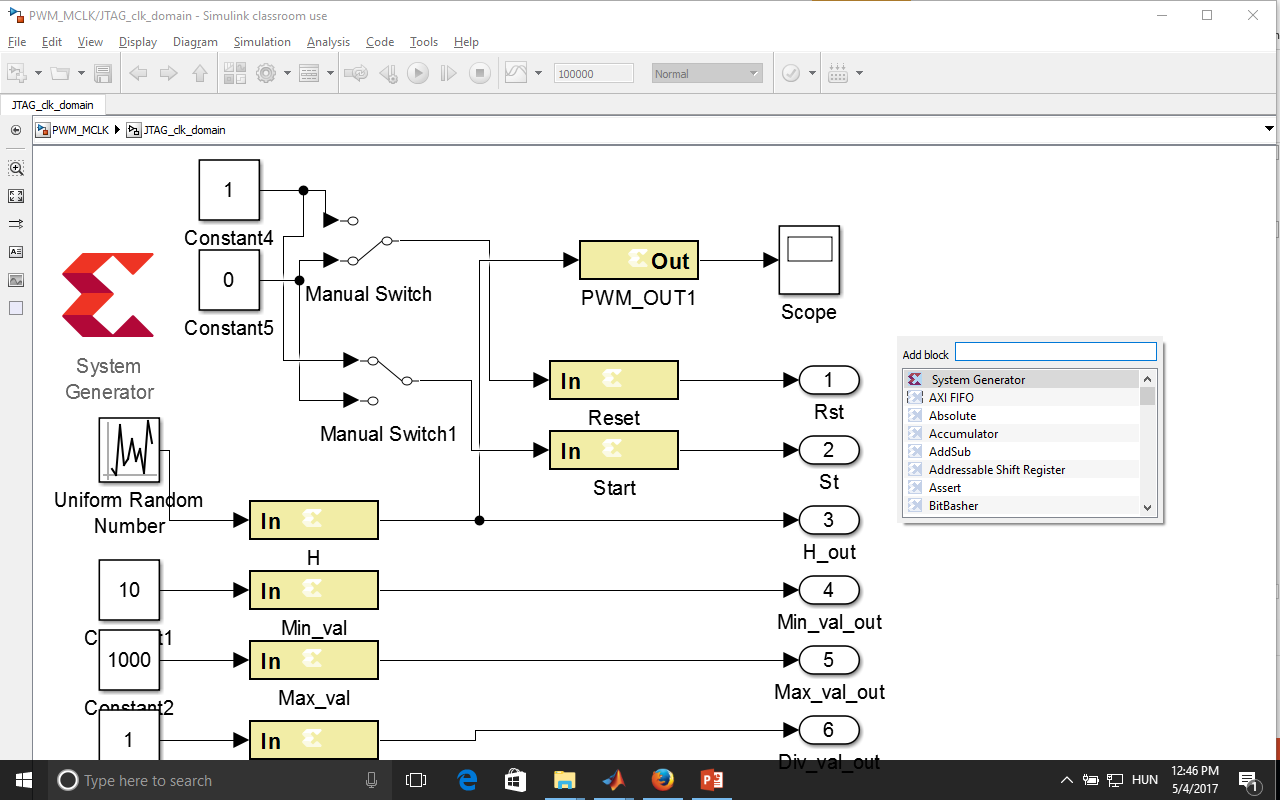 PWM_MCLK/JTAG_clk_domain - Simulink classroom use
File Edit View Display Diagram Simulation Analysis Code Tools Help
100000 Normal
JTAG_clk_domain
PWM_MCLK JTAG_clk_domain
1
Constant4
0
Constant5
Manual Switch
Manual Switch1
System
Generator
Uniform Random
Number
Out
PWM_OUT1
Scope
In
Reset
1
Rst
In
Start
2
St
In
H
3
H_out
10
In
Min_val
4
Min_val_out
1000
Constant2
In
Max_val
5
Max_val_out
1
In
6
Div_val_out
Add block
System Generator
AXI FIFO
Absolute
Accumulator
AddSub
Addressable Shift Register
Assert
BitBasher
Type here to search
HUN
12:46 PM
5/4/2017
1